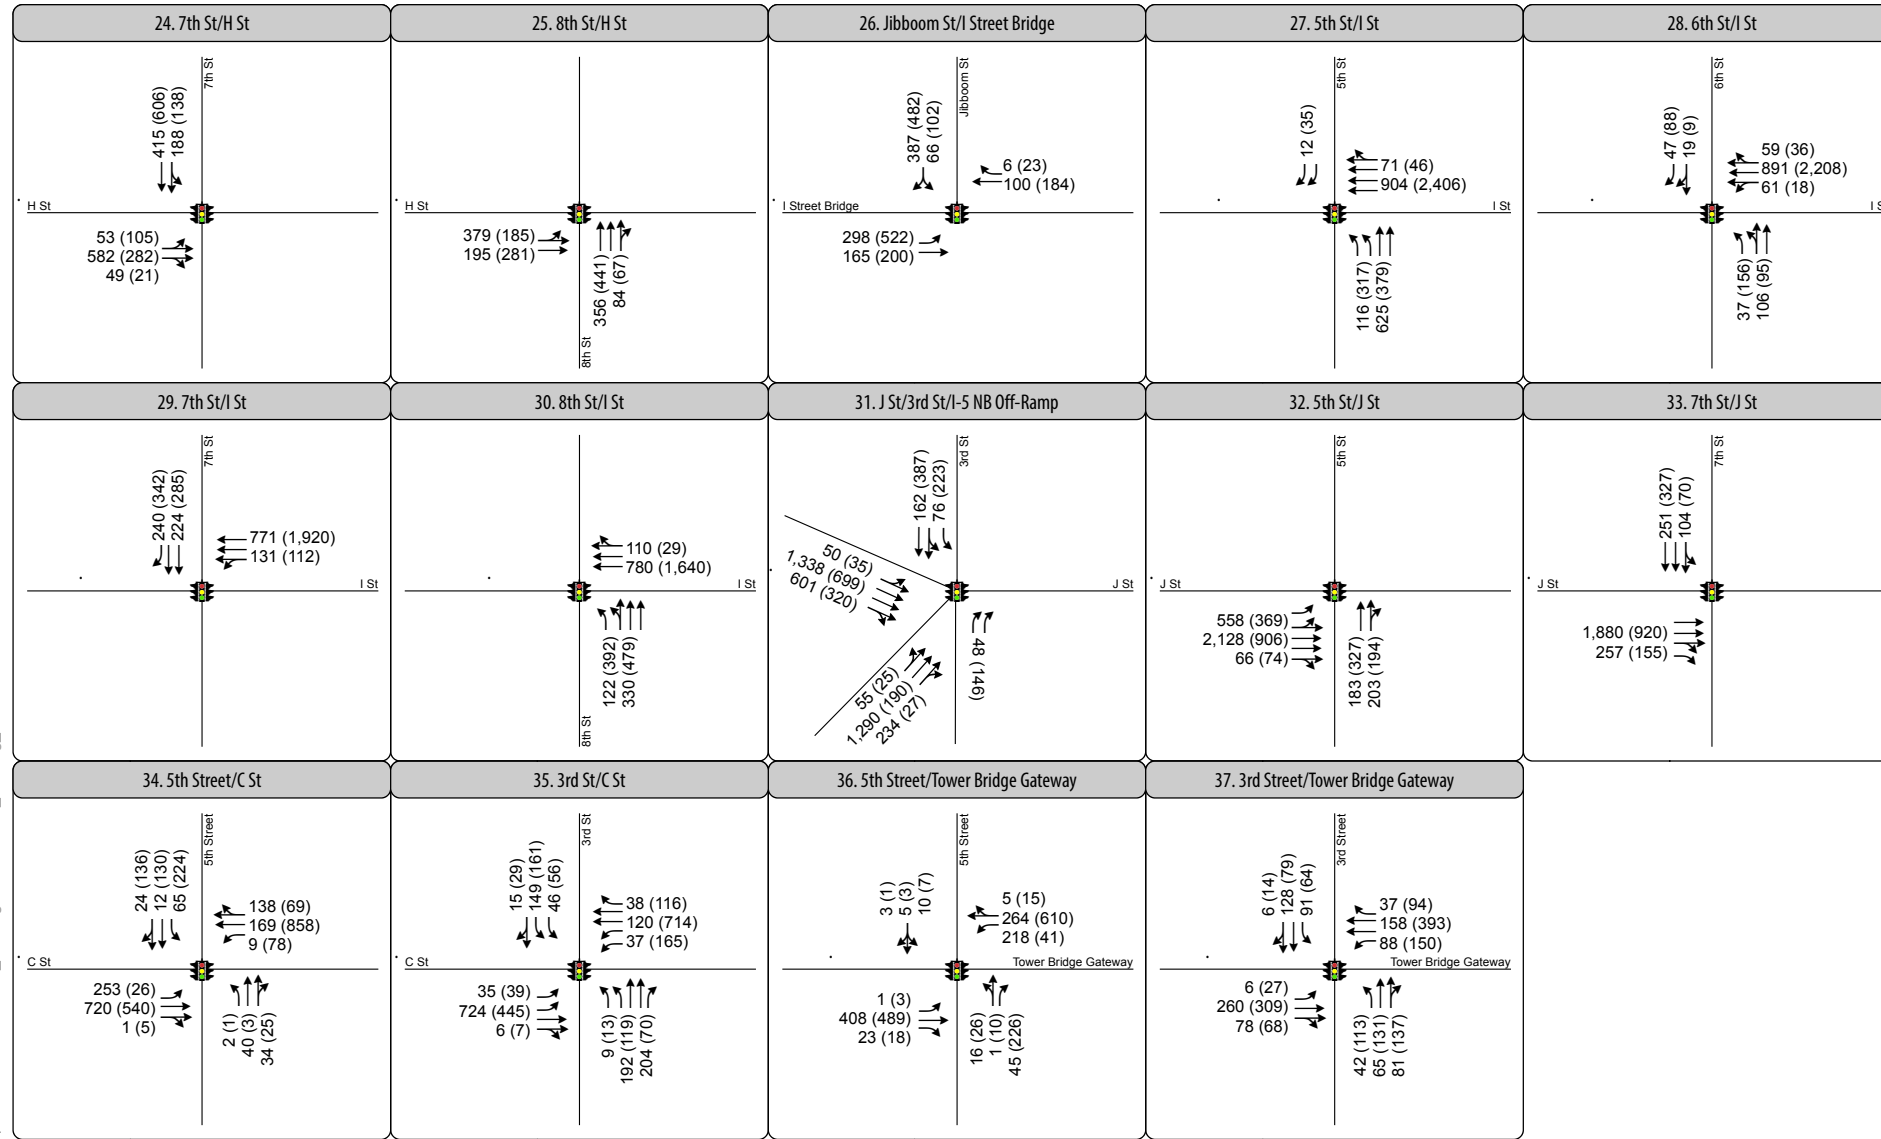 24. 7th St/H St
7th St
415 (606)
188 (138)
H St
53 (105)
582 (282)
49 (21)
25. 8th St/H St
H St
379 (185)
195 (281)
356 (441)
84 (67)
8th St
26. Jibboom St/I Street Bridge
Jibboom St
387 (482)
66 (102)
6 (23)
100 (184)
I Street Bridge
298 (522)
165 (200)
27. 5th St/I St
5th St
12 (35)
71 (46)
904 (2,406)
I St
116 (317)
625 (379)
28. 6th St/I St
6th St
47 (88)
19 (9)
59 (36)
891 (2,208)
61 (18)
I S
37 (156)
106 (95)
29. 7th St/I St
7th St
240 (342)
224 (285)
771 (1,920)
131 (112)
I St
30. 8th St/I St
110 (29)
780 (1,640)
I St
122 (392)
330 (479)
8th St
31. J St/3rd St/I-5 NB Off-Ramp
3rd St
162 (387)
76 (223)
50 (35)
1,338 (699)
601 (320)
J St
55 (25)
1,290 (190)
234 (27)
48 (146)
32. 5th St/J St
5th St
J St
558 (369)
2,128 (906)
66 (74)
183 (327)
203 (194)
33. 7th St/J St
7th St
251 (327)
104 (70)
J St
1,880 (920)
257 (155)
34. 5th Street/C St
5th Street
24 (136)
12 (130)
65 (224)
138 (69)
169 (858)
9 (78)
C St
253 (26)
720 (540)
1 (5)
2 (1)
40 (3)
34 (25)
35. 3rd St/C St
3rd St
15 (29)
149 (161)
46 (56)
38 (116)
120 (714)
37 (165)
C St
35 (39)
724 (445)
6 (7)
9 (13)
192 (119)
204 (70)
36. 5th Street/Tower Bridge Gateway
5th Street
3 (1)
5 (3)
10 (7)
5 (15)
264 (610)
218 (41)
Tower Bridge Gateway
1 (3)
408 (489)
23 (18)
16 (26)
1 (10)
45 (226)
37. 3rd Street/Tower Bridge Gateway
3rd Street
6 (14)
128 (79)
91 (64)
37 (94)
158 (393)
88 (150)
Tower Bridge Gateway
6 (27)
260 (309)
78 (68)
42 (113)
65 (131)
81 (137)